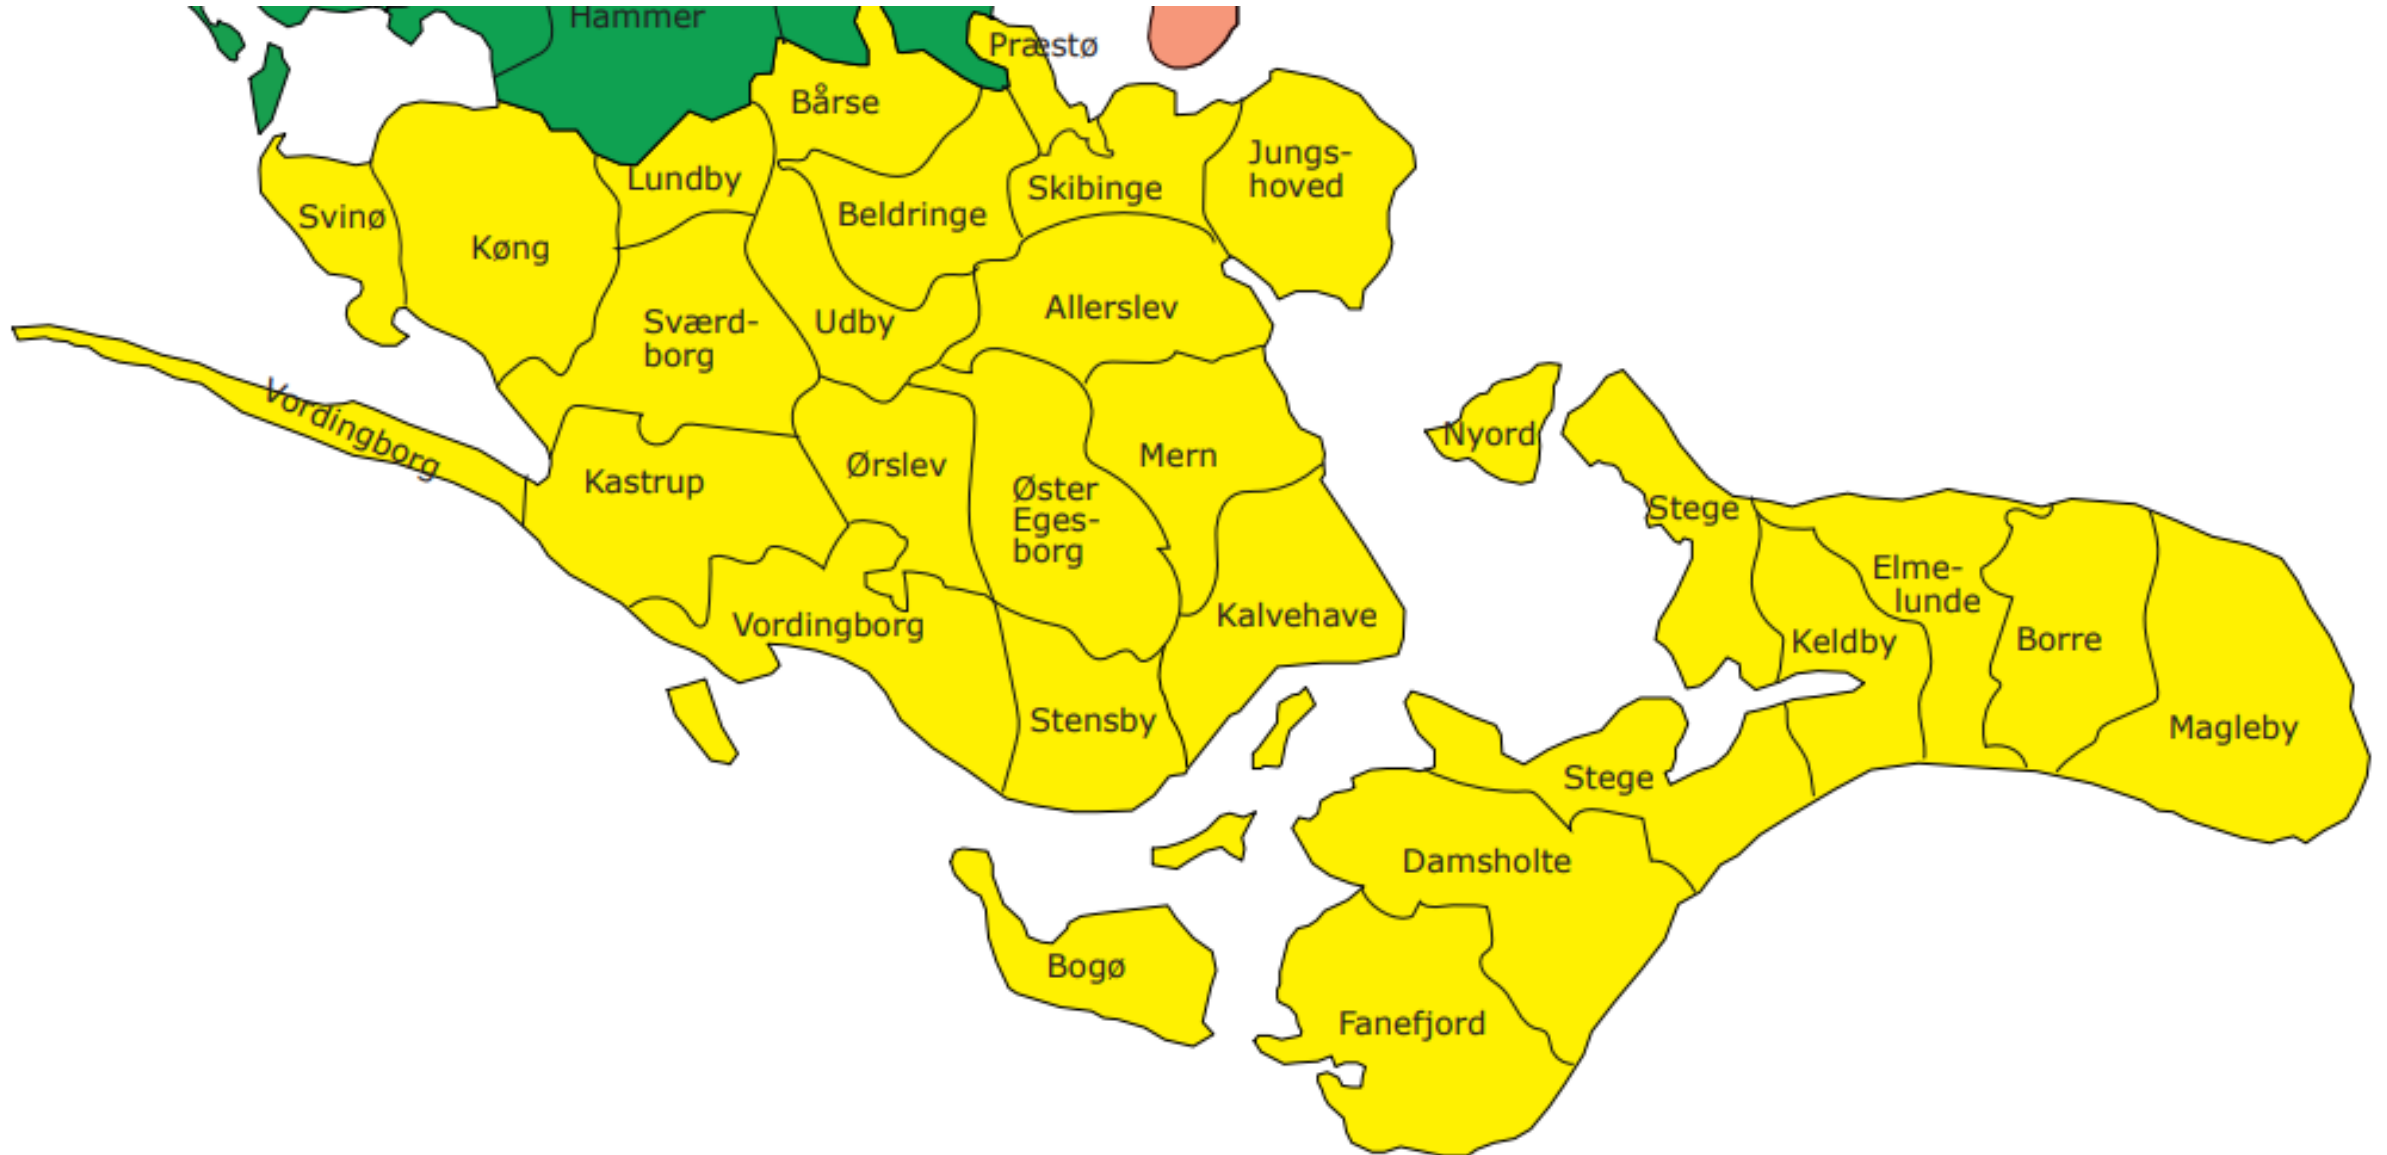 Hammer
Præstø
Bårse
Jungs-
hoved
Lundby
Skibinge
Svinø
Beldringe
Køng
Allerslev
Sværd-
borg
Udby
Vordingborg
Nyord
Mern
Ørslev
Kastrup
Øster
Eges-
borg
Stege
Elme-
lunde
Kalvehave
Vordingborg
Keldby
Borre
Stensby
Magleby
Stege
Damsholte
Bogø
Fanefjord